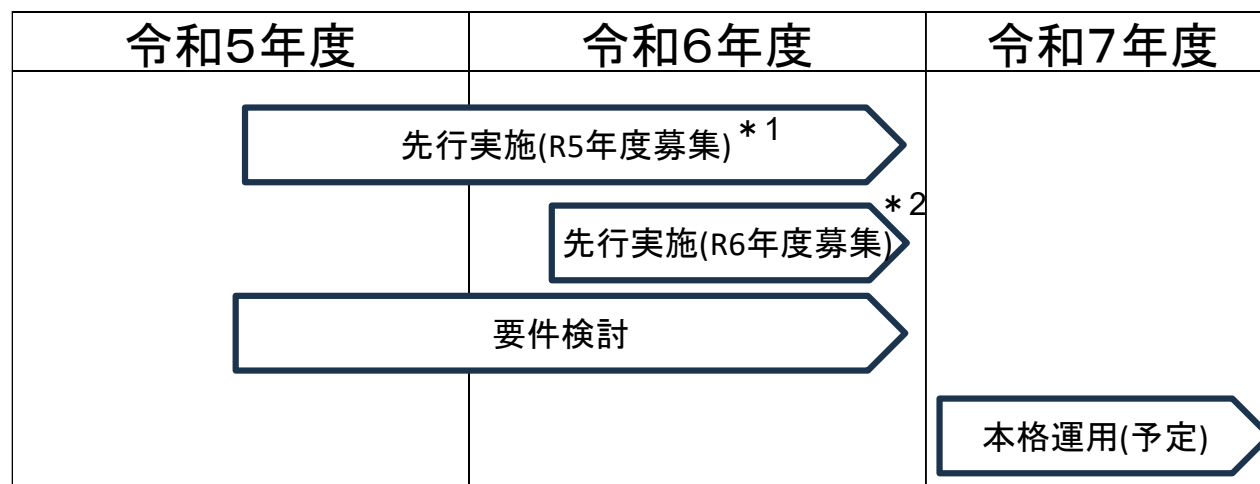 令和5年度 令和6年度 令和7年度
先行実施(R5年度募集)＊1
先行実施(R6年度募集)＊2
要件検討
本格運用(予定)